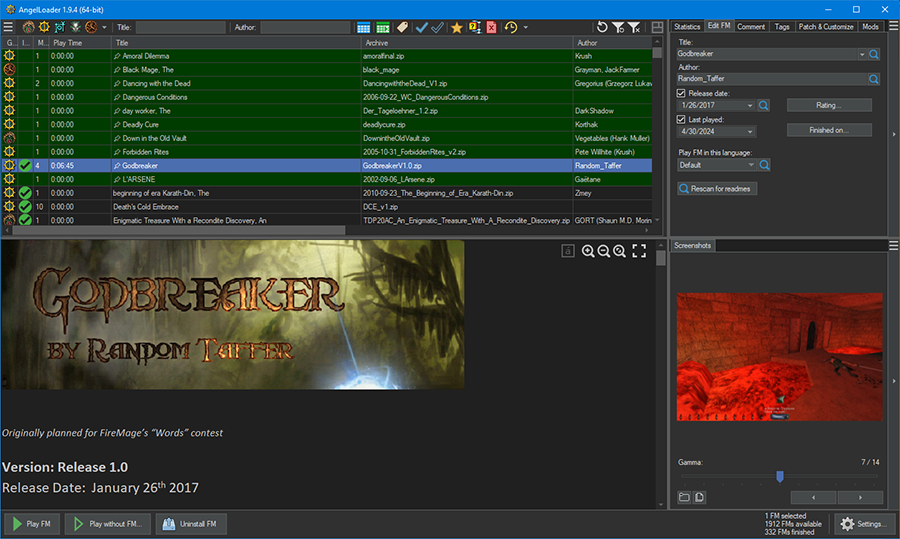 AngelLoader 1.9.4 (64-bit)
Title:
Author:
G... I... M... Play Time Title Archive Author
1 0:00:00 Amoral Dilemma amoralfinal.zip Krush
1 0:00:00 Black Mage, The black_mage Grayman, JackFarmer
2 0:00:00 Dancing with the Dead DancingwiththeDead_V1.zip Gregorius (Grzegorz Lukav
1 0:00:00 Dangerous Conditions 2006-09-22_WC_DangerousConditions.zip
1 0:00:00 day worker, The Der_Tageloehner_1.2.zip DarkShadow
1 0:00:00 Deadly Cure deadlycure.zip Korthak
1 0:00:00 Down in the Old Vault DownintheOldVault.zip Vegetables (Hank Muller)
1 0:00:00 Forbidden Rites 2005-10-31_ForbiddenRites_v2.zip Pete Willhite (Krush)
4 0:06:45 Godbreaker GodbreakerV1.0.zip Random_Taffer
1 0:00:00 L'ARSENE 2002-09-06_LArsene.zip Gaëtane
1 0:00:00 beginning of era Karath-Din, The 2010-09-23_The_Beginning_of_Era_Karath-Din.zip Zmey
10 0:00:00 Death's Cold Embrace DCE_v1.zip
1 0:00:00 Enigmatic Treasure With a Recondite Discovery, An TDP20AC_An_Enigmatic_Treasure_With_A_Recondite_Discovery.zip GORT (Shaun M.D. Morin
Statistics Edit FM Comment Tags Patch & Customize Mods
Title:
Godbreaker
Author:
Random_Taffer
Release date:
1/26/2017 Rating...
Last played:
4/30/2024 Finished on...
Play FM in this language:
Default
Rescan for readmes
GODBREAKER
BY RANDOM TAFFER
Originally planned for FireMage's “Words” contest
Version: Release 1.0
Release Date: January 26th 2017
Screenshots
Gamma: 7 / 14
Play FM Play without FM... Uninstall FM
1 FM selected
1912 FMs available
332 FMs finished
Settings...